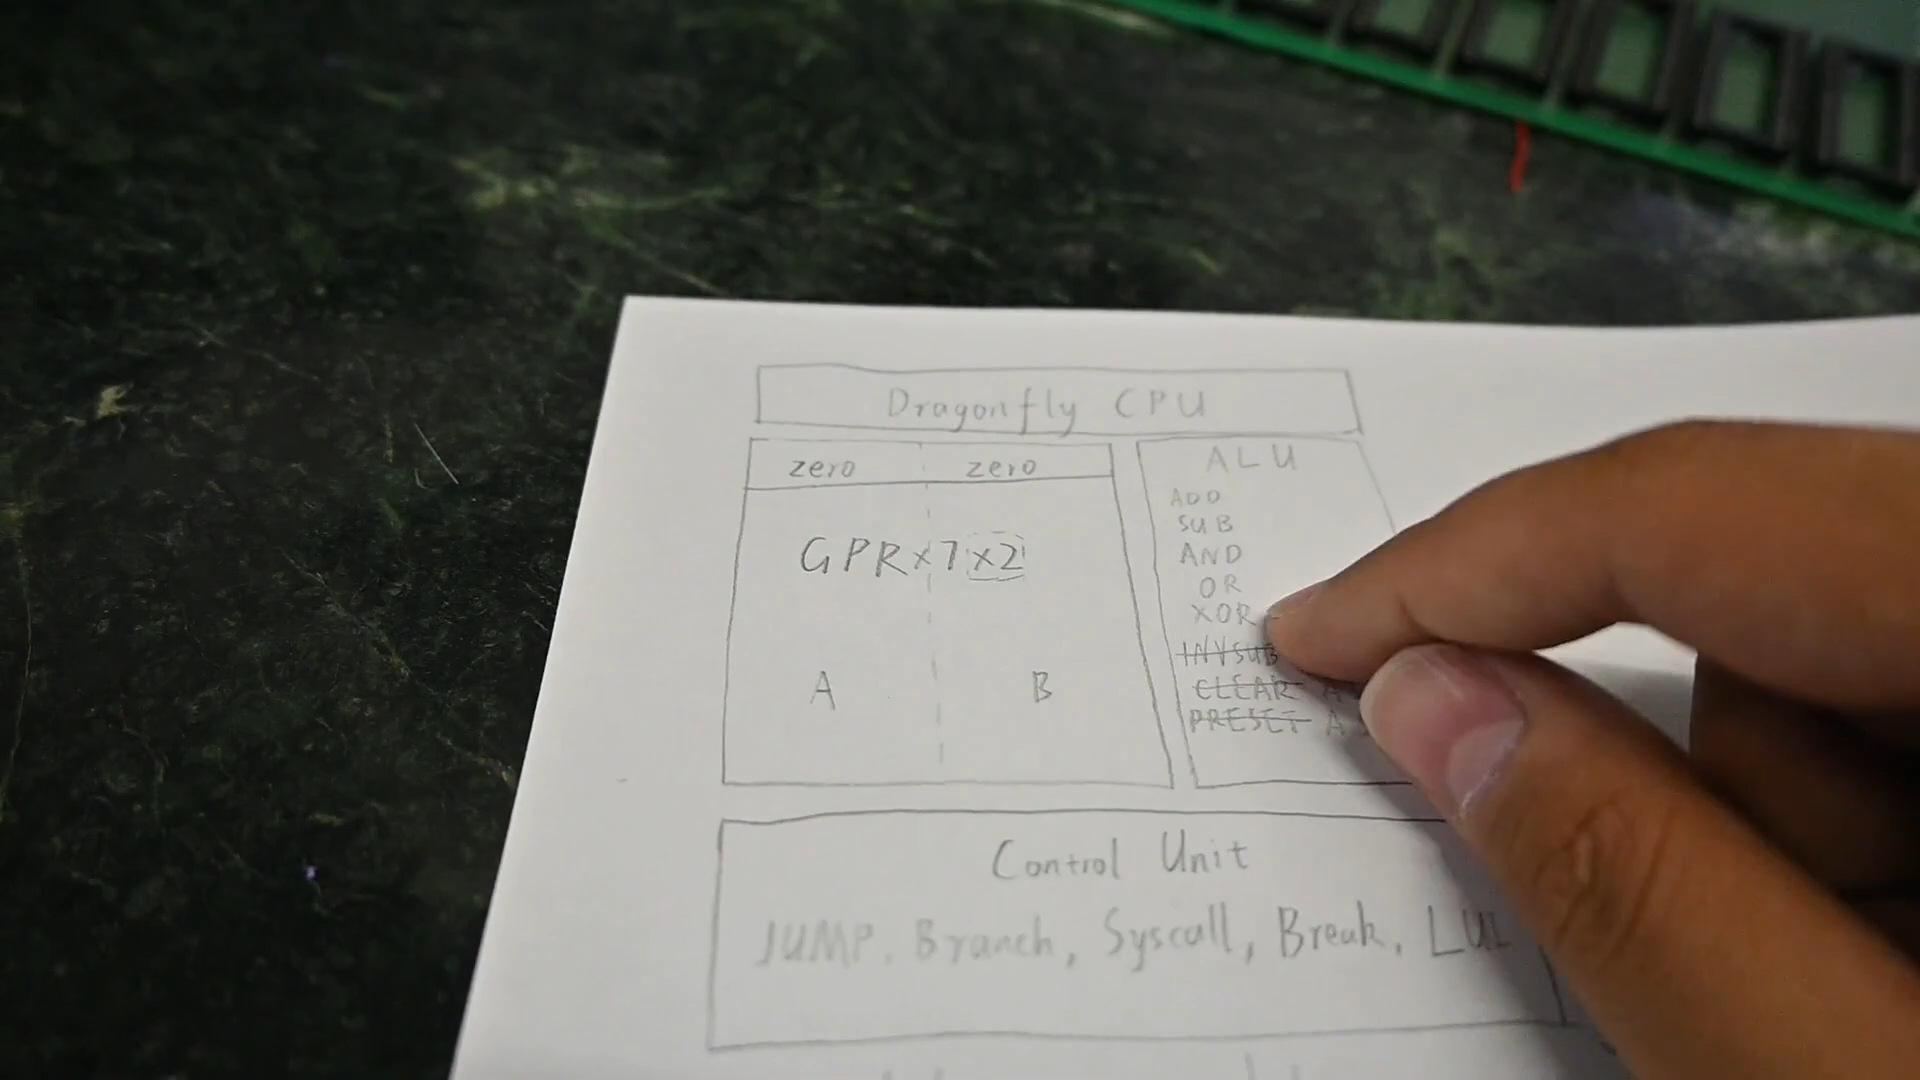 Dragonfly CPU
zero zero
GPR×7×2
A B
ALU
ADD
SUB
AND
OR
XOR
INVSUB
CLEAR A
PRESET A
Control Unit
JUMP. Branch, Syscall, Break, LUI